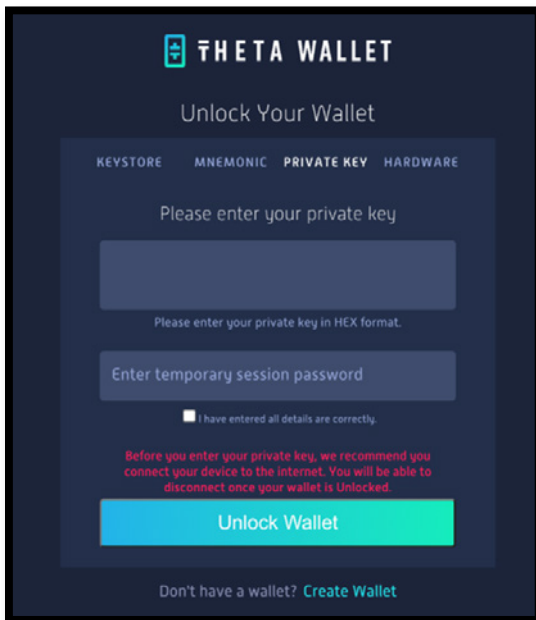 THETA WALLET
Unlock Your Wallet
KEYSTORE MNEMONIC PRIVATE KEY HARDWARE
Please enter your private key
Please enter your private key in HEX format.
Enter temporary session password
I have entered all details are correctly.
Before you enter your private key, we recommend you
connect your device to the internet. You will be able to
disconnect once your wallet is Unlocked.
Unlock Wallet
Don't have a wallet? Create Wallet